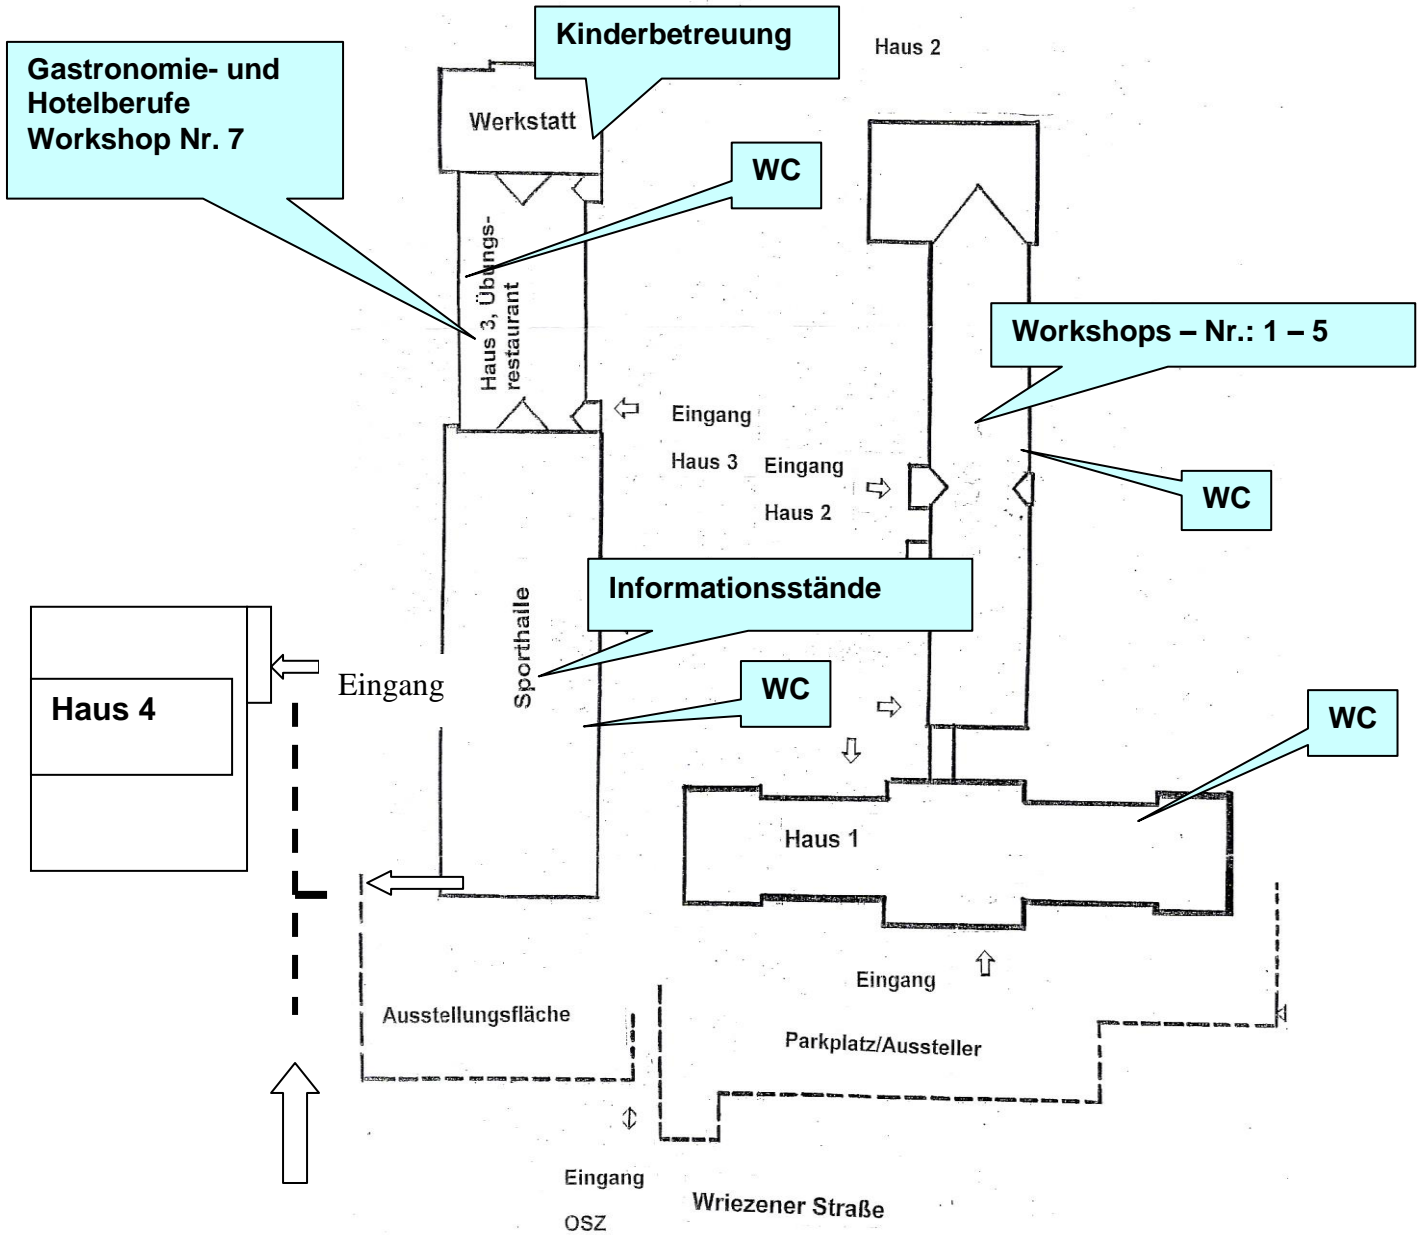 Kinderbetreuung
Haus 2
Gastronomie- und
Hotelberufe
Workshop Nr. 7
Werkstatt
WC
Haus 3, Übungs-
restaurant
Workshops – Nr.: 1 – 5
Eingang
Haus 3
Eingang
Haus 2
WC
Informationsstände
Sporthalle
Eingang
Haus 4
WC
WC
Haus 1
Eingang
Ausstellungsfläche
Parkplatz/Aussteller
Eingang
OSZ
Wriezener Straße